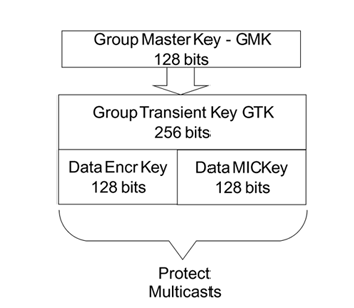 Group Master Key - GMK
128 bits
Group Transient Key GTK
256 bits
Data Encr Key
128 bits
Data MICKey
128 bits
Protect
Multicasts